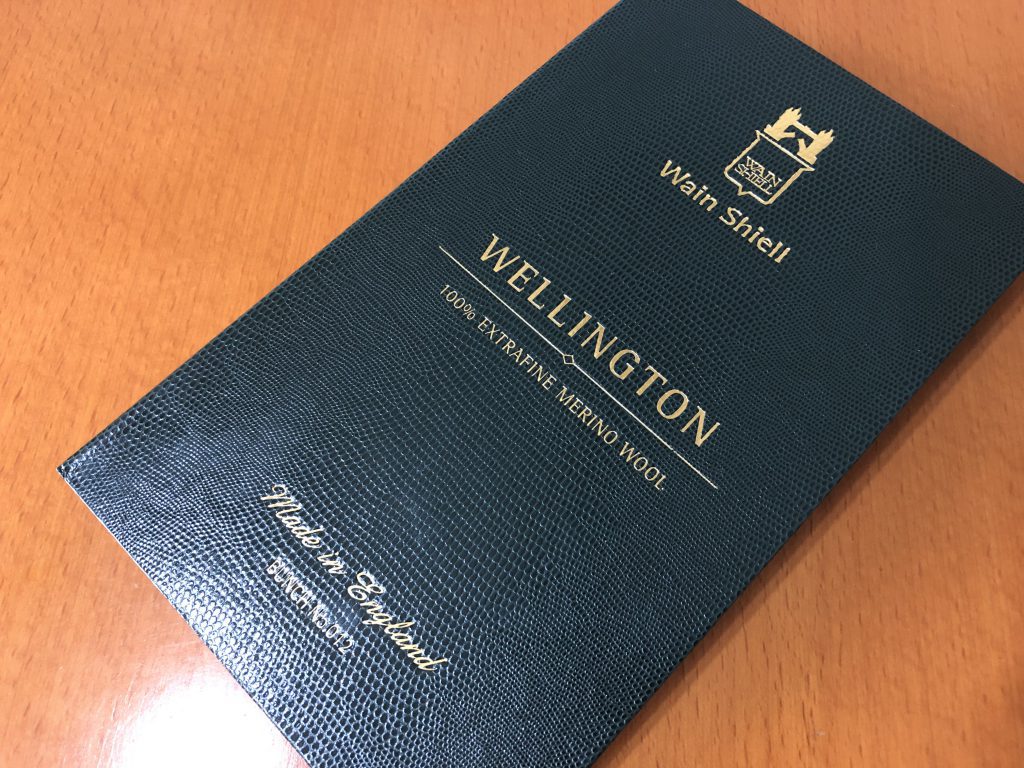 WAIN
SHIELL
Wain Shiell
WELLINGTON
100% EXTRAFINE MERINO WOOL
Made in England
BUNCH No.012